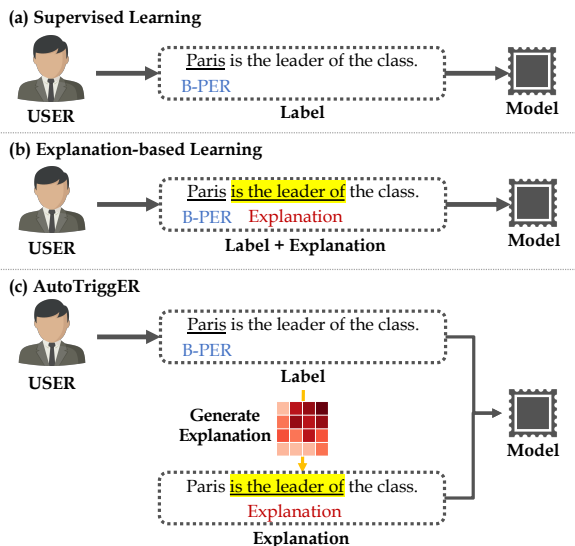 (a) Supervised Learning
Paris is the leader of the class.
B-PER
USER
Label
Model
(b) Explanation-based Learning
Paris is the leader of the class.
B-PER Explanation
USER
Label + Explanation
Model
(c) AutoTriggER
Paris is the leader of the class.
B-PER
USER
Label
Generate
Explanation
Model
Paris is the leader of the class.
Explanation
Explanation